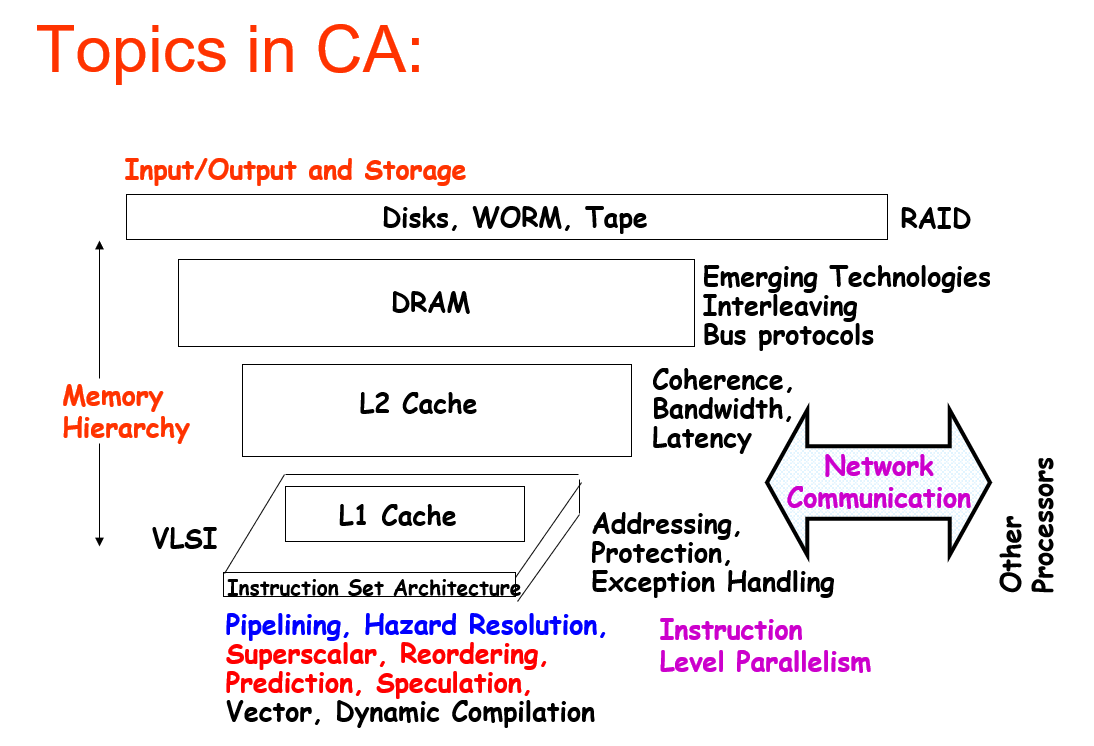 Topics in CA:
Input/Output and Storage
Disks, WORM, Tape
RAID
DRAM
Emerging Technologies
Interleaving
Bus protocols
Memory
Hierarchy
L2 Cache
Coherence,
Bandwidth,
Latency
Network
Communication
Other
Processors
L1 Cache
VLSI
Addressing,
Protection,
Exception Handling
Instruction Set Architecture
Pipelining, Hazard Resolution,
Superscalar, Reordering,
Prediction, Speculation,
Vector, Dynamic Compilation
Instruction
Level Parallelism